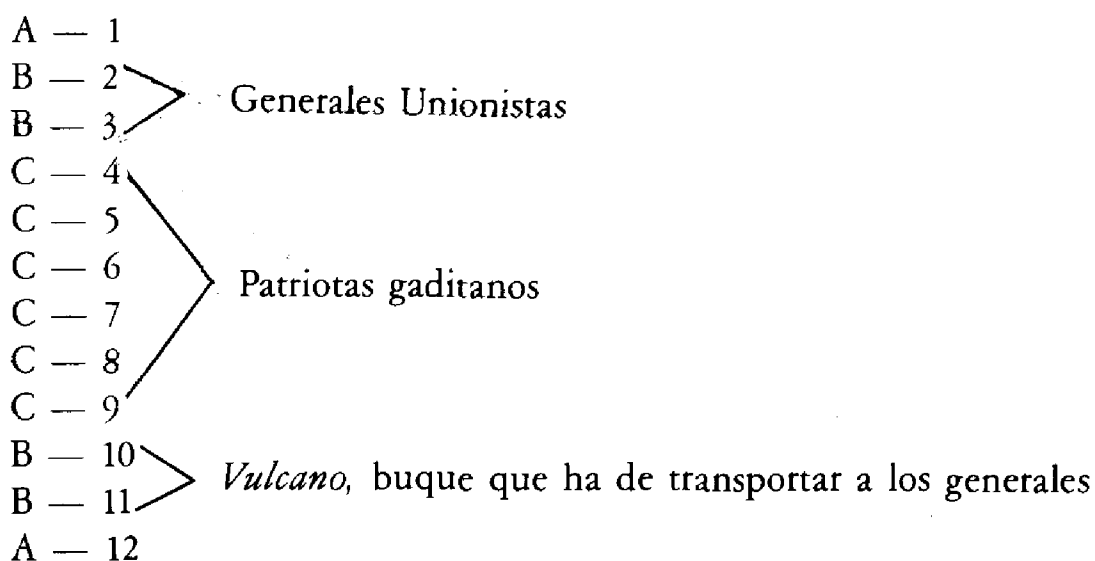 A — 1
B — 2
Generales Unionistas
B — 3
C — 4
C — 5
C — 6
Patriotas gaditanos
C — 7
C — 8
C — 9
B — 10
Vulcano, buque que ha de transportar a los generales
B — 11
A — 12